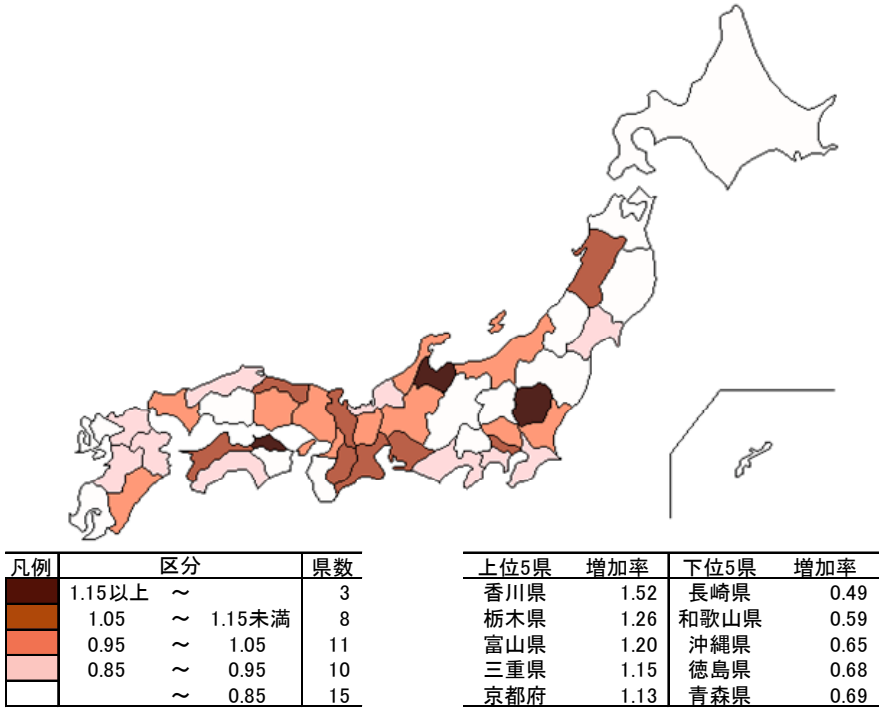 凡例 区分 県数
1.15以上 ～ 3
1.05 ～ 1.15未満 8
0.95 ～ 1.05 11
0.85 ～ 0.95 10
～ 0.85 15
上位5県 増加率 下位5県 増加率
香川県 1.52 長崎県 0.49
栃木県 1.26 和歌山県 0.59
富山県 1.20 沖縄県 0.65
三重県 1.15 徳島県 0.68
京都府 1.13 青森県 0.69